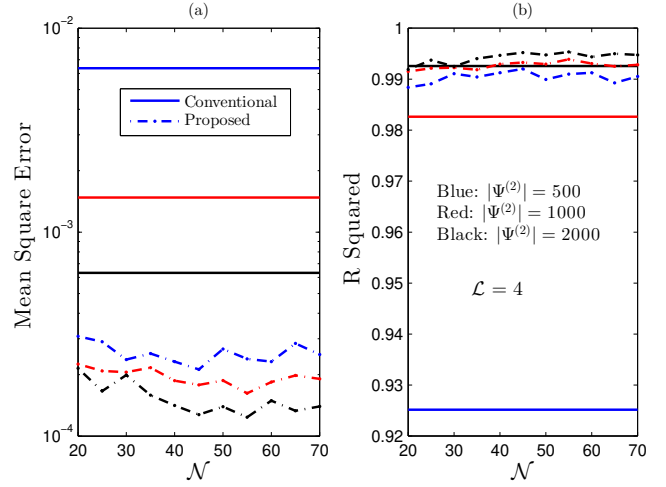 (a)
10⁻²
10⁻³
10⁻⁴
Mean Square Error
Conventional
Proposed
20 30 40 50 60 70
𝒩
(b)
1
0.99
0.98
0.97
0.96
0.95
0.94
0.93
0.92
R Squared
Blue: |Ψ⁽²⁾| = 500
Red: |Ψ⁽²⁾| = 1000
Black: |Ψ⁽²⁾| = 2000
ℒ = 4
20 30 40 50 60 70
𝒩